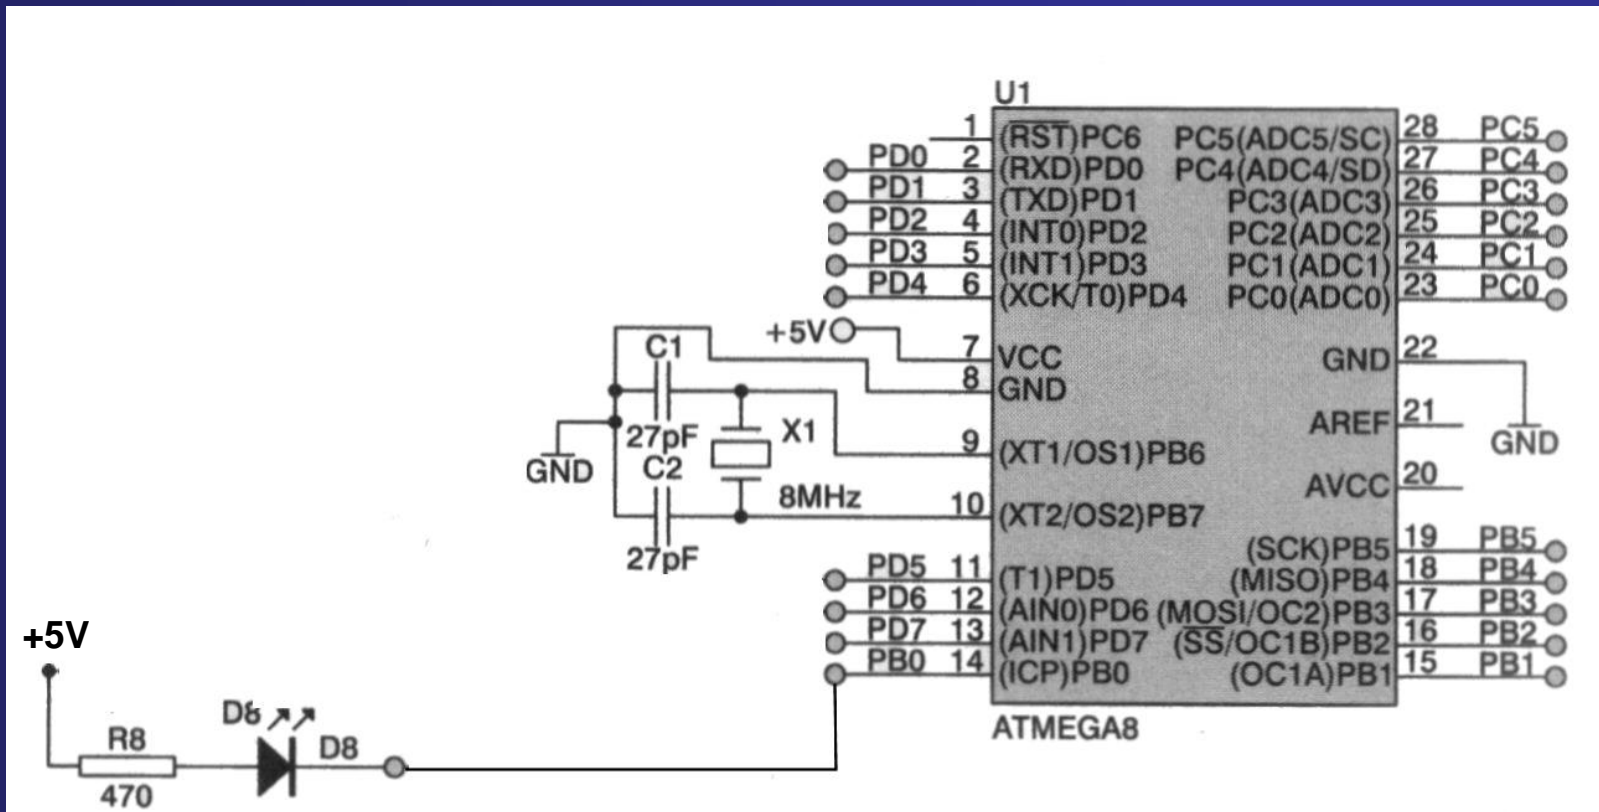 U1
1 (RST)PC6 PC5(ADC5/SC) 28 PC5
PD0 2 (RXD)PD0 PC4(ADC4/SD) 27 PC4
PD1 3 (TXD)PD1 PC3(ADC3) 26 PC3
PD2 4 (INT0)PD2 PC2(ADC2) 25 PC2
PD3 5 (INT1)PD3 PC1(ADC1) 24 PC1
PD4 6 (XCK/T0)PD4 PC0(ADC0) 23 PC0
+5V 7 VCC GND 22
C1 8 GND
27pF X1 AREF 21 GND
GND C2 9 (XT1/OS1)PB6
AVCC 20
8MHz 10 (XT2/OS2)PB7
27pF
(SCK)PB5 19 PB5
PD5 11 (T1)PD5 (MISO)PB4 18 PB4
PD6 12 (AIN0)PD6 (MOSI/OC2)PB3 17 PB3
PD7 13 (AIN1)PD7 (SS/OC1B)PB2 16 PB2
PB0 14 (ICP)PB0 (OC1A)PB1 15 PB1
ATMEGA8
+5V
R8 D8 D8
470